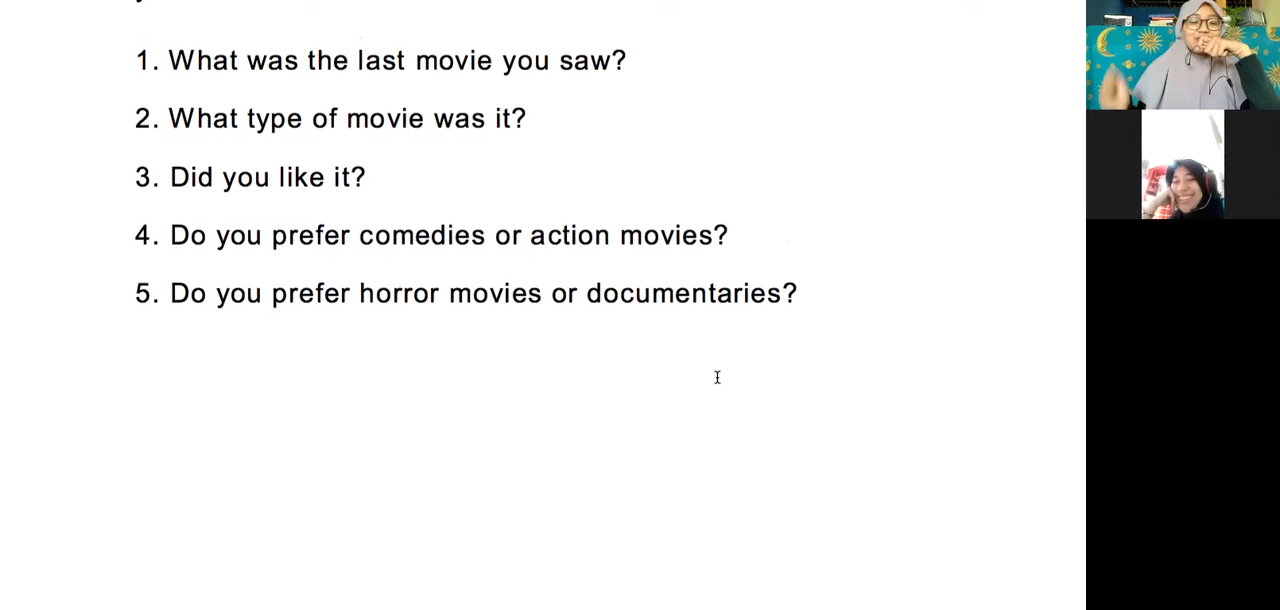 1. What was the last movie you saw?
2. What type of movie was it?
3. Did you like it?
4. Do you prefer comedies or action movies?
5. Do you prefer horror movies or documentaries?